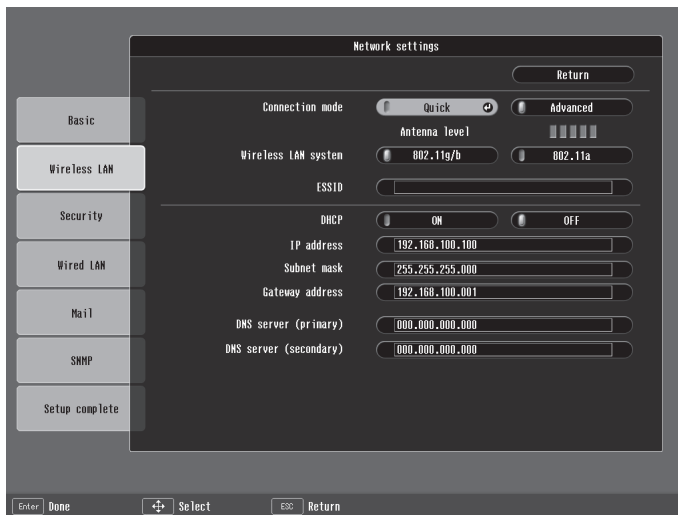 Network settings
Return
Basic
Wireless LAN
Security
Wired LAN
Mail
SNMP
Setup complete
Connection mode Quick Advanced
Antenna level
Wireless LAN system 802.11g/b 802.11a
ESSID
DHCP ON OFF
IP address 192.168.100.100
Subnet mask 255.255.255.000
Gateway address 192.168.100.001
DNS server (primary) 000.000.000.000
DNS server (secondary) 000.000.000.000
Enter Done Select ESC Return